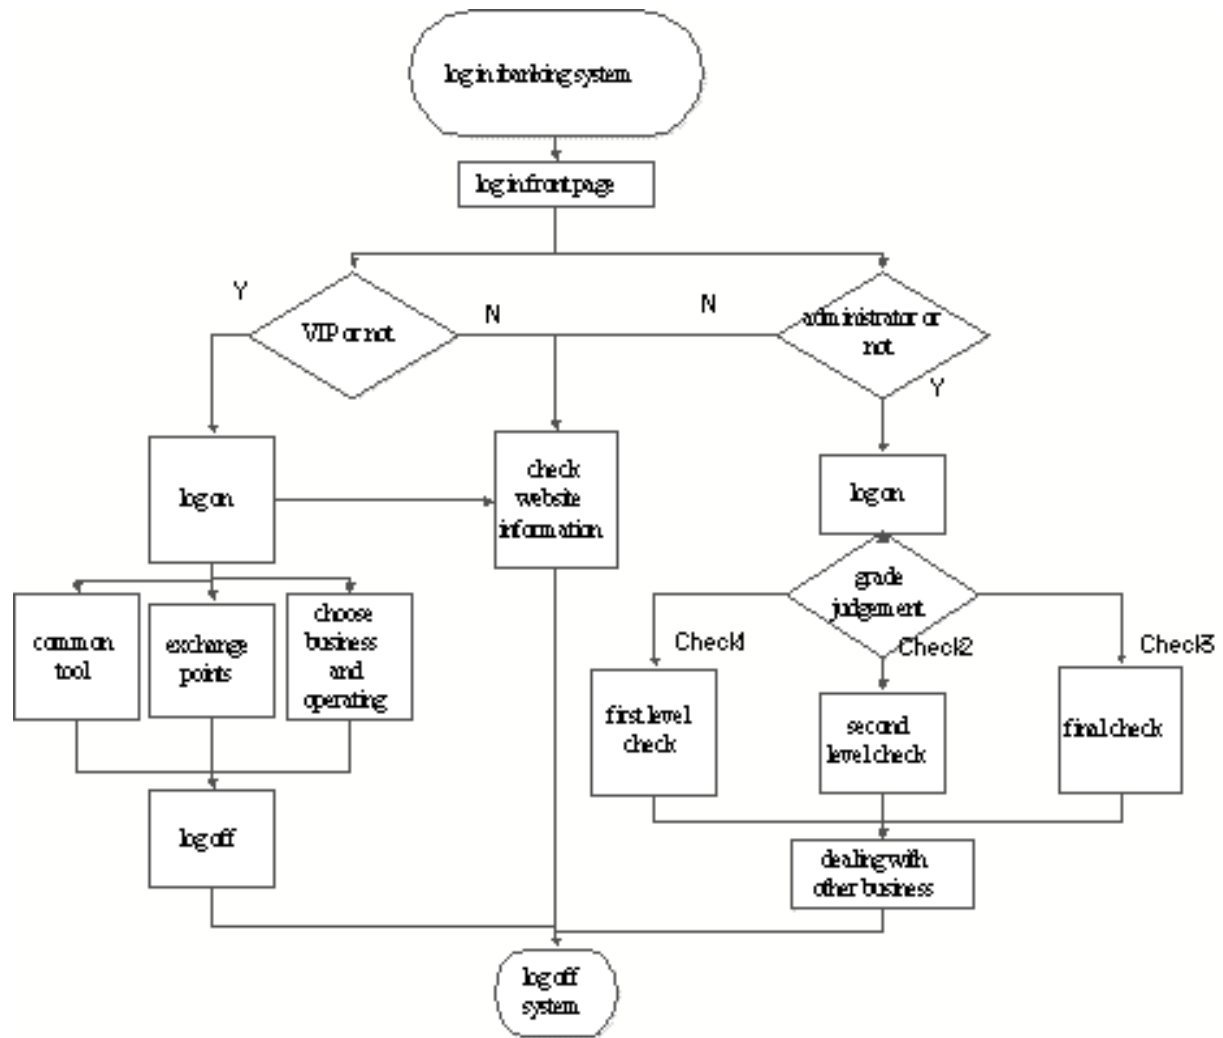 log in ibanking system
log in front page
Y
N
N
VIP or not
administrator or
not
Y
log on
check
website
information
log on
grade
judgement
Check1
Check2
Check3
common
tool
exchange
points
choose
business
and
operating
first level
check
second
level check
final check
log off
dealing with
other business
log off
system